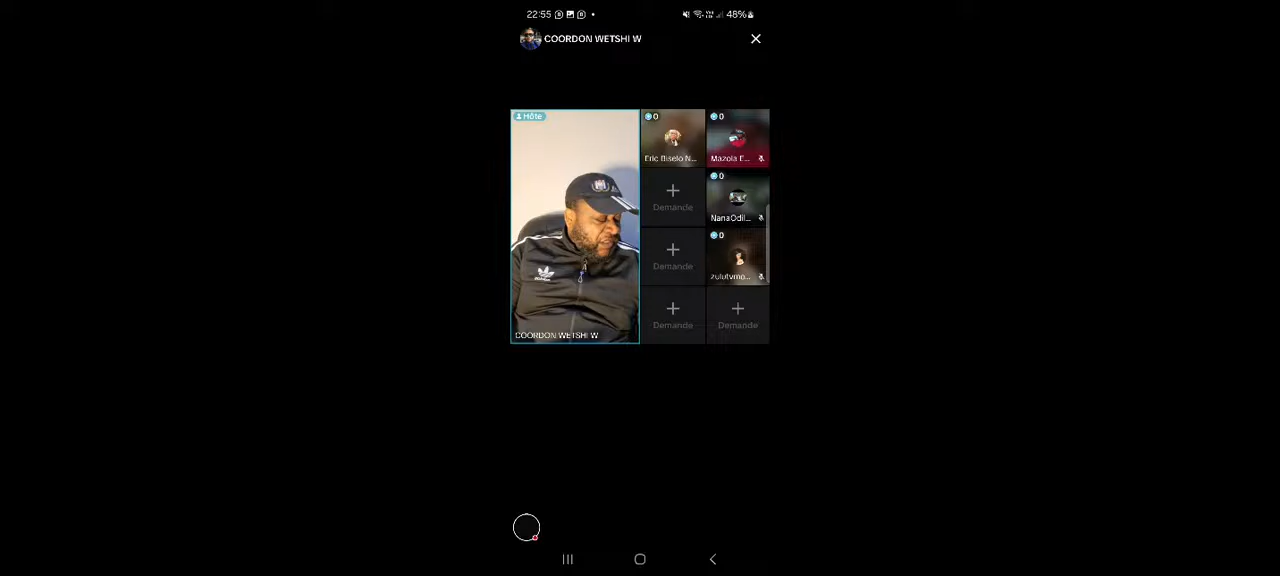 22:55
48%
COORDON WETSHI W
Hôte
0
0
Eric Biselo N...
Mazola E...
0
Demande
NanaOdil...
0
Demande
zulutvmo...
Demande
Demande
COORDON WETSHI W